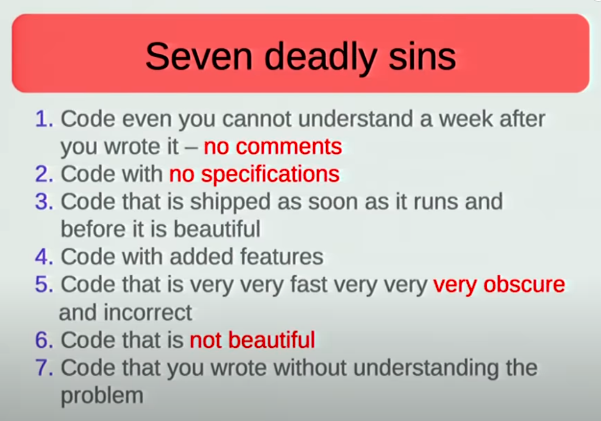 Seven deadly sins
1. Code even you cannot understand a week after
you wrote it – no comments
2. Code with no specifications
3. Code that is shipped as soon as it runs and
before it is beautiful
4. Code with added features
5. Code that is very very fast very very very obscure
and incorrect
6. Code that is not beautiful
7. Code that you wrote without understanding the
problem